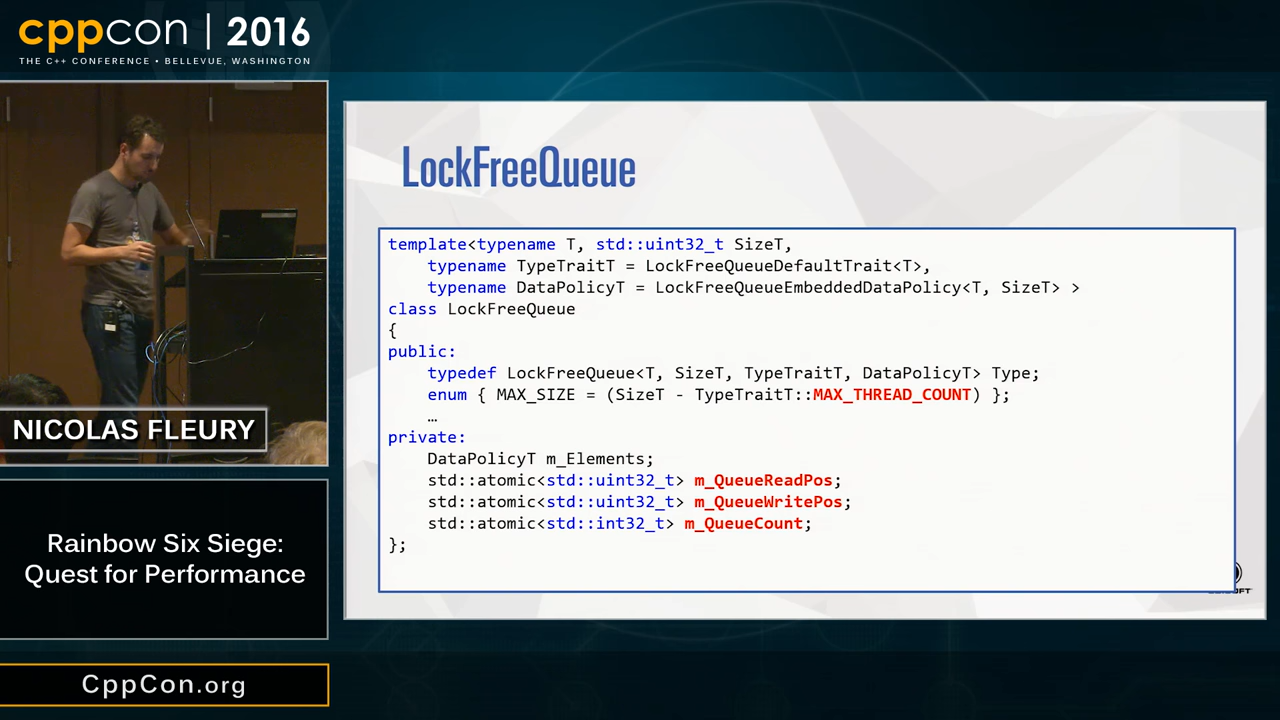 cppcon | 2016
THE C++ CONFERENCE • BELLEVUE, WASHINGTON
NICOLAS FLEURY
Rainbow Six Siege:
Quest for Performance
CppCon.org
LockFreeQueue
template<typename T, std::uint32_t SizeT,
    typename TypeTraitT = LockFreeQueueDefaultTrait<T>,
    typename DataPolicyT = LockFreeQueueEmbeddedDataPolicy<T, SizeT> >
class LockFreeQueue
{
public:
    typedef LockFreeQueue<T, SizeT, TypeTraitT, DataPolicyT> Type;
    enum { MAX_SIZE = (SizeT - TypeTraitT::MAX_THREAD_COUNT) };
    …
private:
    DataPolicyT m_Elements;
    std::atomic<std::uint32_t> m_QueueReadPos;
    std::atomic<std::uint32_t> m_QueueWritePos;
    std::atomic<std::int32_t> m_QueueCount;
};